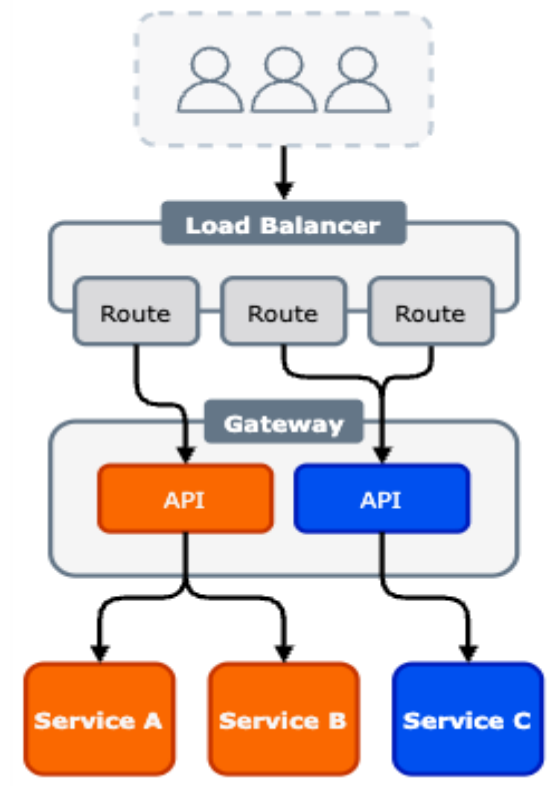 Load Balancer
Route
Route
Route
Gateway
API
API
Service A
Service B
Service C